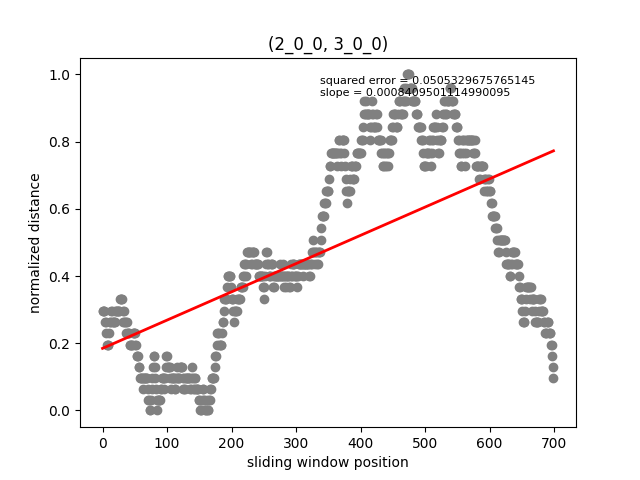 (2_0_0, 3_0_0)
squared error = 0.0505329675765145
slope = 0.0008409501114990095
normalized distance
1.0
0.8
0.6
0.4
0.2
0.0
0 100 200 300 400 500 600 700
sliding window position